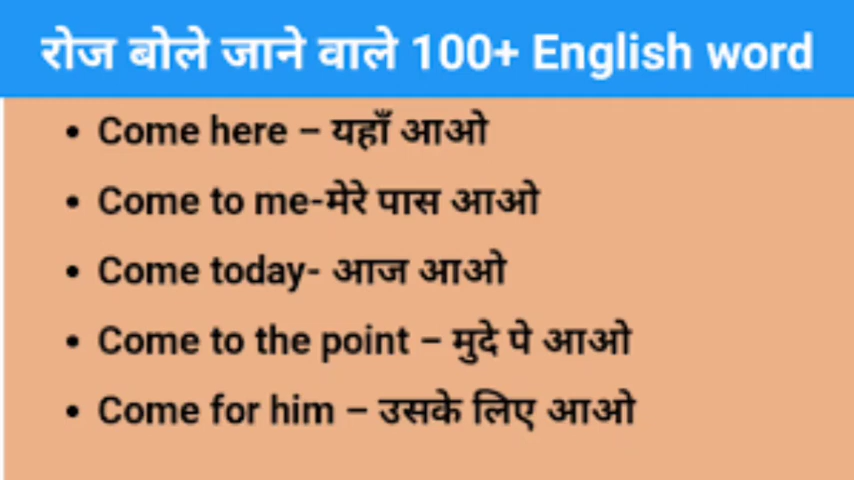 रोज बोले जाने वाले 100+ English word
• Come here – यहाँ आओ
• Come to me-मेरे पास आओ
• Come today- आज आओ
• Come to the point – मुदे पे आओ
• Come for him – उसके लिए आओ